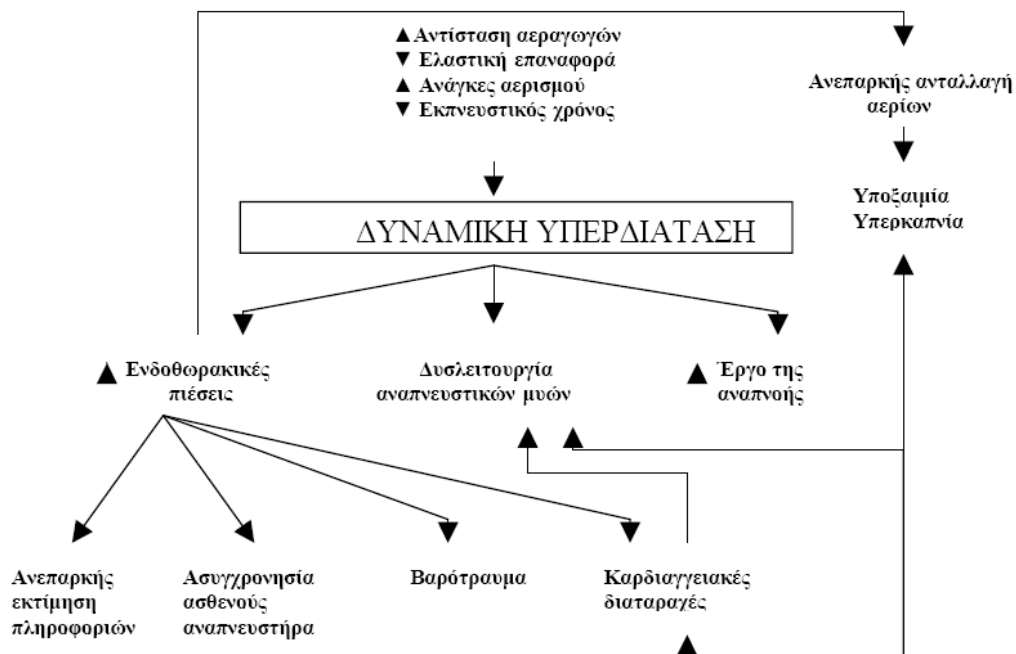 ▲Αντίσταση αεραγωγών
▼ Ελαστική επαναφορά
▲ Ανάγκες αερισμού
▼ Εκπνευστικός χρόνος
Ανεπαρκής ανταλλαγή
αερίων
Υποξαιμία
Υπερκαπνία
ΔΥΝΑΜΙΚΗ ΥΠΕΡΔΙΑΤΑΣΗ
▲ Ενδοθωρακικές
πιέσεις
Δυσλειτουργία
αναπνευστικών μυών
▲ Έργο της
αναπνοής
Ανεπαρκής
εκτίμηση
πληροφοριών
Ασυγχρονησία
ασθενούς
αναπνευστήρα
Βαρότραυμα
Καρδιαγγειακές
διαταραχές